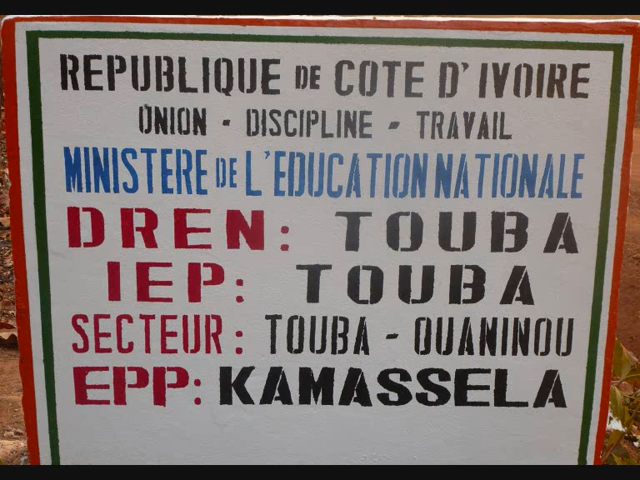 REPUBLIQUE DE COTE D'IVOIRE
UNION - DISCIPLINE - TRAVAIL
MINISTERE DE L'EDUCATION NATIONALE
DREN: TOUBA
IEP: TOUBA
SECTEUR: TOUBA - OUANINOU
EPP: KAMASSELA